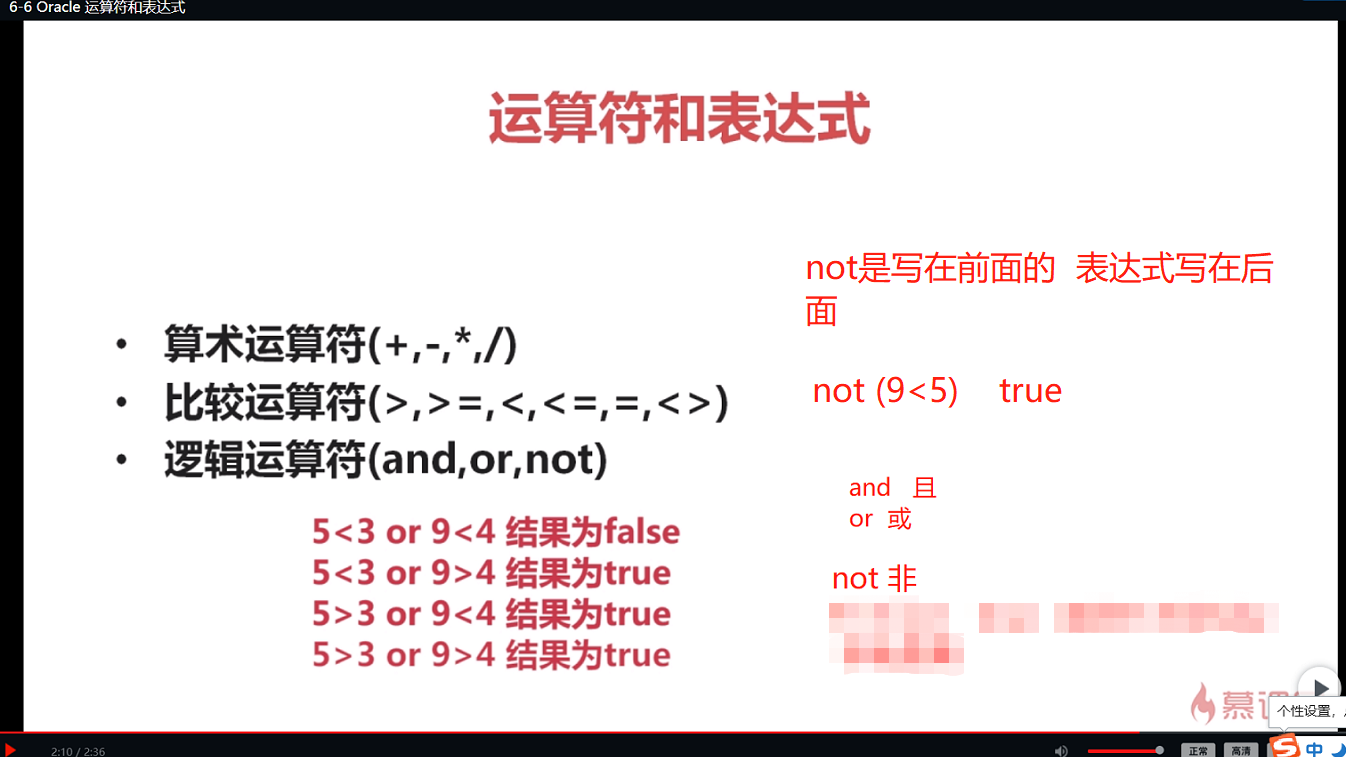 6-6 Oracle 运算符和表达式
运算符和表达式
not是写在前面的 表达式写在后
面
• 算术运算符(+,-,*,/)
• 比较运算符(>,>=,<,<=,=,<>)
• 逻辑运算符(and,or,not)
not (9<5) true
and 且
or 或
not 非
5<3 or 9<4 结果为false
5<3 or 9>4 结果为true
5>3 or 9<4 结果为true
5>3 or 9>4 结果为true
慕
个性设置，
2:10 / 2:36
正常
高清
S
中